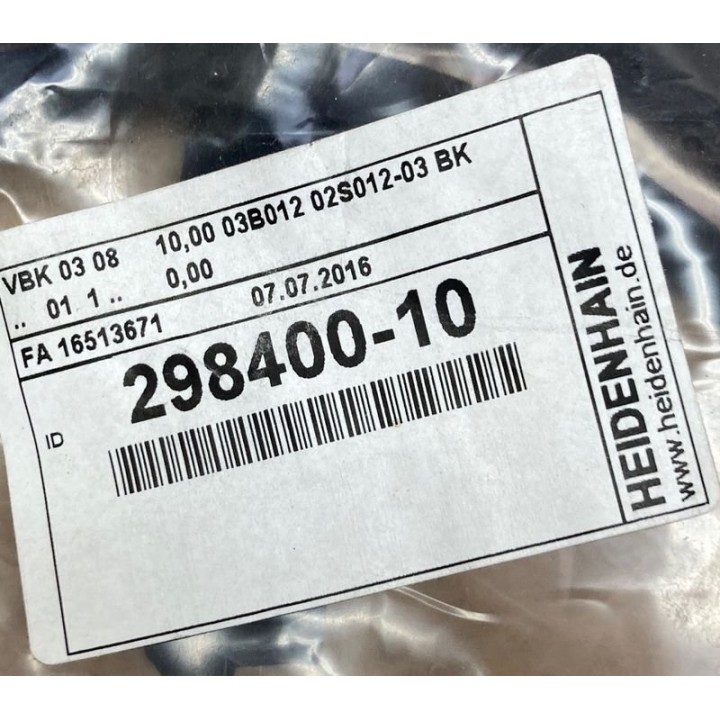 VBK 03 08 10,00 03B012 02S012-03 BK
.. 01 1 .. 0,00
FA 16513671 07.07.2016
ID 298400-10
HEIDENHAIN
www.heidenhain.de